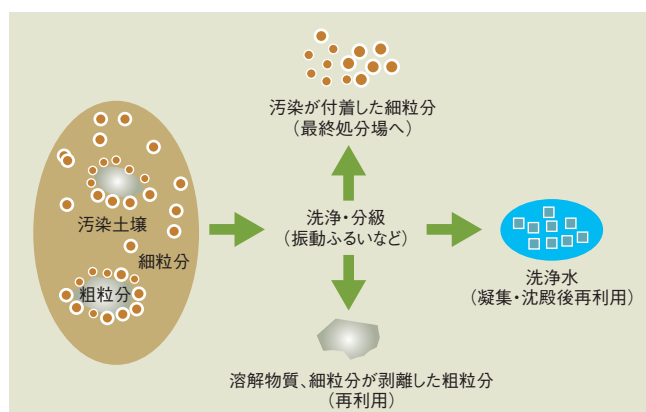 汚染が付着した細粒分
（最終処分場へ）
汚染土壌
細粒分
粗粒分
洗浄・分級
（振動ふるいなど）
洗浄水
（凝集・沈殿後再利用）
溶解物質、細粒分が剥離した粗粒分
（再利用）